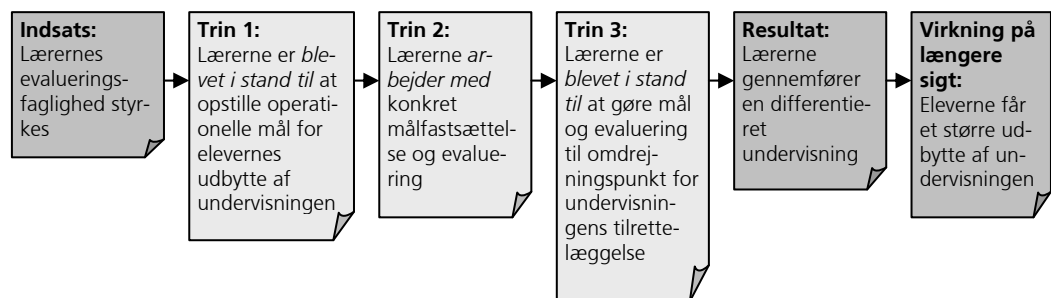 Indsats:
Lærernes
evaluerings-
faglighed styr-
kes
Trin 1:
Lærerne er ble-
vet i stand til at
opstille operati-
onelle mål for
elevernes
udbytte af
undervisningen
Trin 2:
Lærerne ar-
bejder med
konkret
målfastsættel-
se og evalue-
ring
Trin 3:
Lærerne er
blevet i stand
til at gøre mål
og evaluering
til omdrej-
ningspunkt for
undervisnin-
gens tilrette-
læggelse
Resultat:
Lærerne
gennemfører
en differentie-
ret
undervisning
Virkning på
længere
sigt:
Eleverne får
et større ud-
bytte af un-
dervisningen